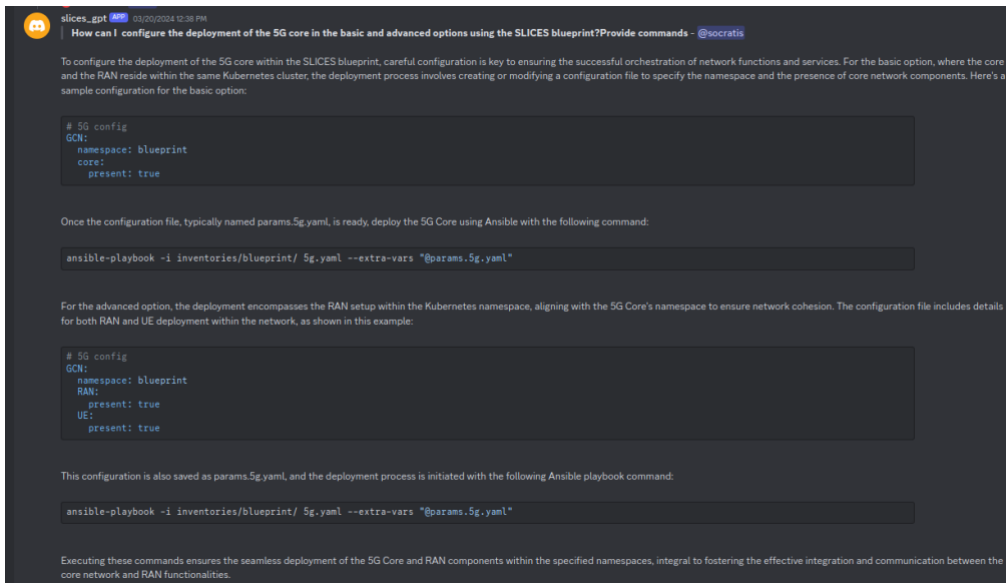 slices_gpt APP 03/20/2024 12:38 PM
How can I configure the deployment of the 5G core in the basic and advanced options using the SLICES blueprint?Provide commands - @socratis
To configure the deployment of the 5G core within the SLICES blueprint, careful configuration is key to ensuring the successful orchestration of network functions and services. For the basic option, where the core
and the RAN reside within the same Kubernetes cluster, the deployment process involves creating or modifying a configuration file to specify the namespace and the presence of core network components. Here's a
sample configuration for the basic option:
# 5G config
GCN:
  namespace: blueprint
  core:
    present: true
Once the configuration file, typically named params.5g.yaml, is ready, deploy the 5G Core using Ansible with the following command:
ansible-playbook -i inventories/blueprint/ 5g.yaml --extra-vars "@params.5g.yaml"
For the advanced option, the deployment encompasses the RAN setup within the Kubernetes namespace, aligning with the 5G Core's namespace to ensure network cohesion. The configuration file includes details
for both RAN and UE deployment within the network, as shown in this example:
# 5G config
GCN:
  namespace: blueprint
  RAN:
    present: true
  UE:
    present: true
This configuration is also saved as params.5g.yaml, and the deployment process is initiated with the following Ansible playbook command:
ansible-playbook -i inventories/blueprint/ 5g.yaml --extra-vars "@params.5g.yaml"
Executing these commands ensures the seamless deployment of the 5G Core and RAN components within the specified namespaces, integral to fostering the effective integration and communication between the
core network and RAN functionalities.